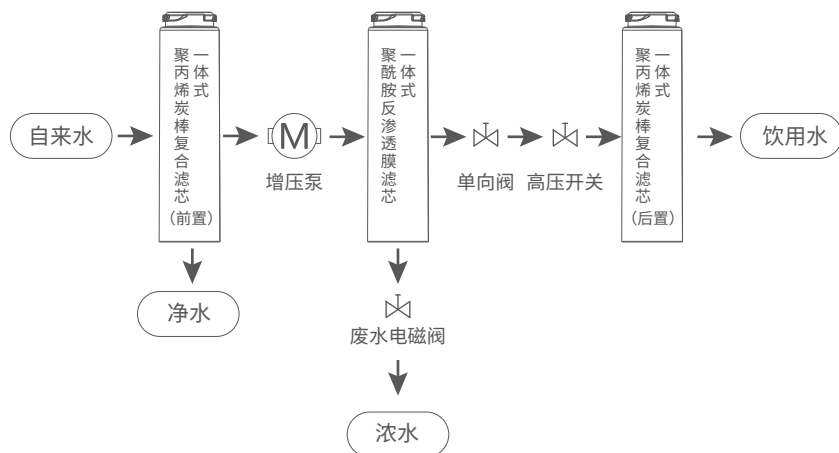 自来水
一体式
聚丙烯炭棒复合滤芯
（前置）
净水
M
增压泵
一体式
聚酰胺反渗透膜滤芯
废水电磁阀
浓水
单向阀
高压开关
一体式
聚丙烯炭棒复合滤芯
（后置）
饮用水